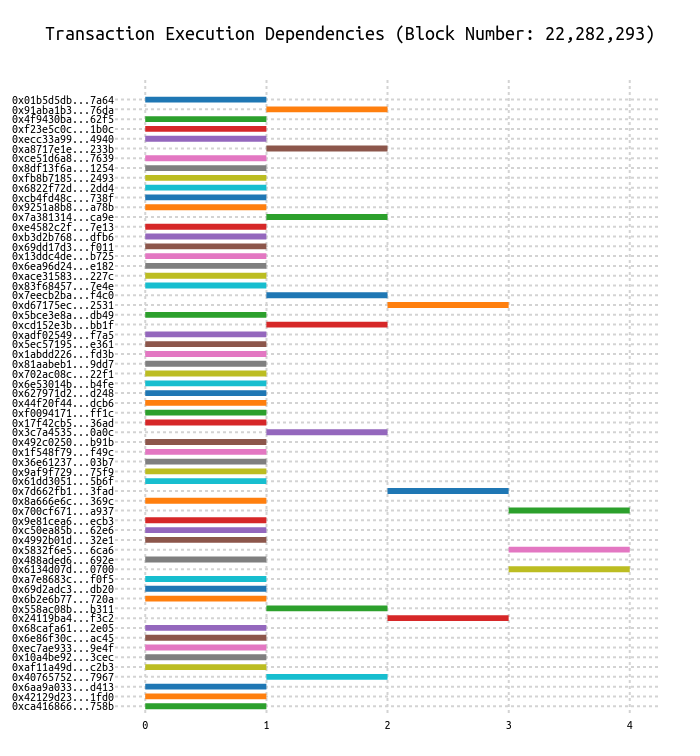 Transaction Execution Dependencies (Block Number: 22,282,293)
0x01b5d5db...7a64
0x91aba1b3...76da
0x4f9430ba...62f5
0xf23e5c0c...1b0c
0xecc33a99...4940
0xa8717e1e...233b
0xce51d6a8...7639
0x8df13f6a...1254
0xfb8b7185...2493
0x6822f72d...2dd4
0xcb4fd48c...738f
0x9251a8b8...a78b
0x7a381314...ca9e
0xe4582c2f...7e13
0xb3d2b768...dfb6
0x69dd17d3...f011
0x13ddc4de...b725
0x6ea96d24...e182
0xace31583...227c
0x83f68457...7e4e
0x7eecb2ba...f4c0
0xd67175ec...2531
0x5bce3e8a...db49
0xcd152e3b...bb1f
0xadf02549...f7a5
0x5ec57195...e361
0x1abdd226...fd3b
0x81aabeb1...9dd7
0x702ac08c...22f1
0x6e53014b...b4fe
0x627971d2...d248
0x44f20f44...dcb6
0xf0094171...ff1c
0x17f42cb5...36ad
0x3c7a4535...0a0c
0x492c0250...b91b
0x1f548f79...f49c
0x36e61237...03b7
0x9af9f729...75f9
0x61dd3051...5b6f
0x7d662fb1...3fad
0x8a666e6c...369c
0x700cf671...a937
0x9e81cea6...ecb3
0xc50ea85b...62e6
0x4992b01d...32e1
0x5832f6e5...6ca6
0x488aded6...692e
0x6134d07d...0700
0xa7e8683c...f0f5
0x69d2adc3...db20
0x6b2e6b77...720a
0x558ac08b...b311
0x24119ba4...f3c2
0x68cafa61...2e05
0x6e86f30c...ac45
0xec7ae933...9e4f
0x10a4be92...3cec
0xaf11a49d...c2b3
0x40765752...7967
0x6aa9a033...d413
0x42129d23...1fd0
0xca416866...758b
0 1 2 3 4